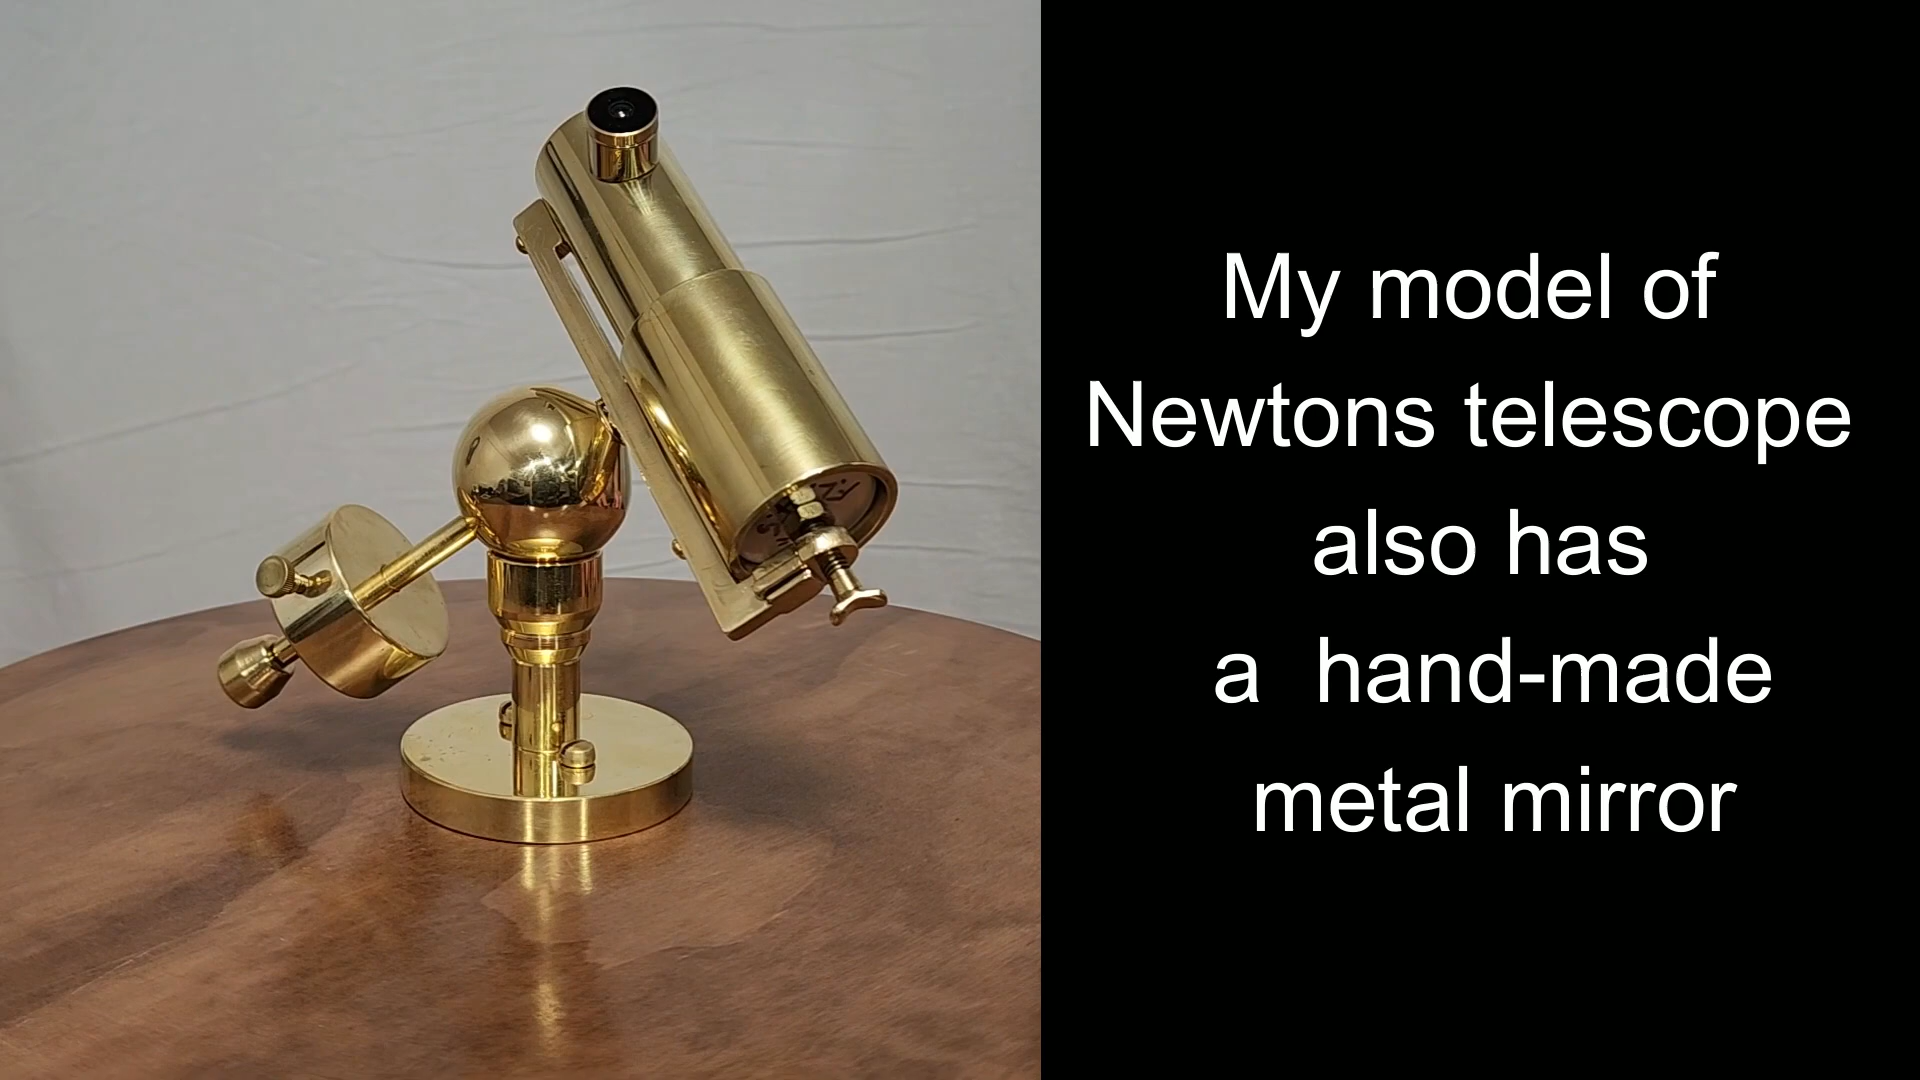 My model of
Newtons telescope
also has
a hand-made
metal mirror